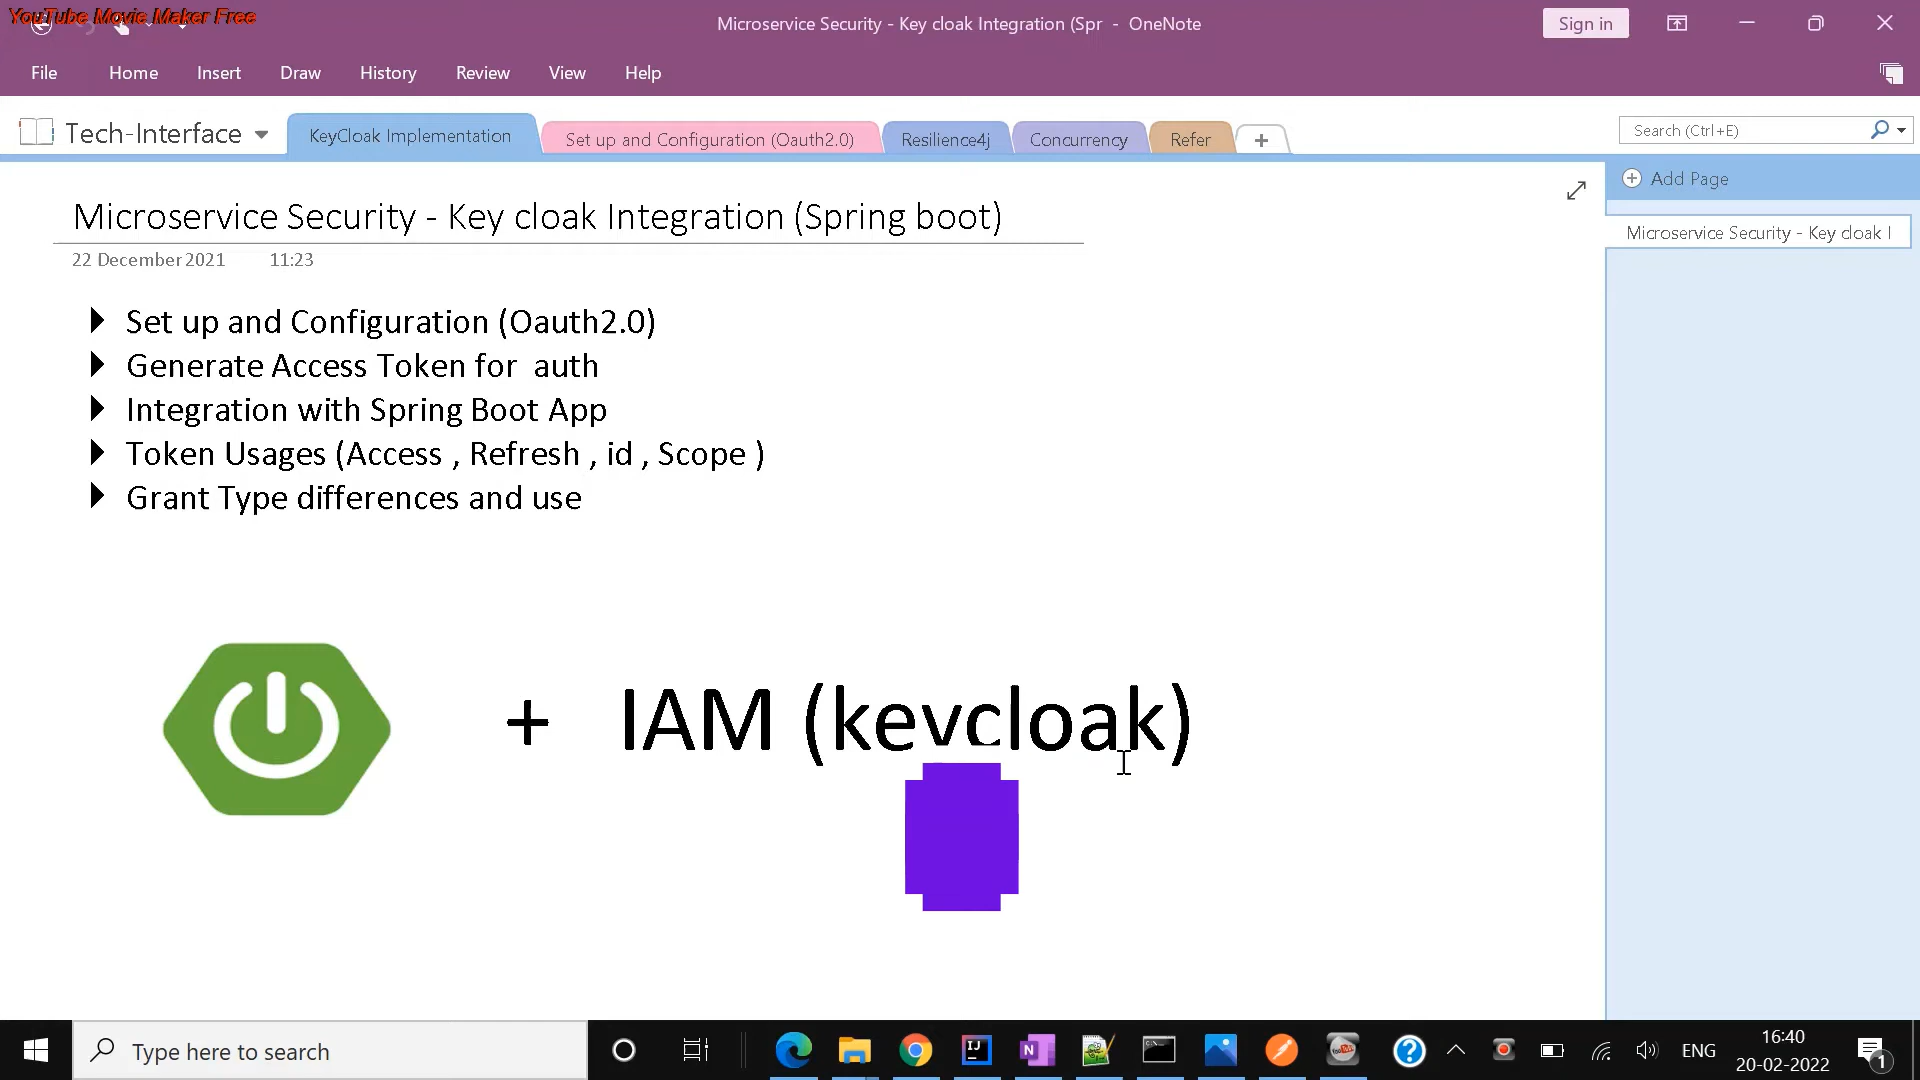 YouTube Movie Maker Free
Microservice Security - Key cloak Integration (Spr - OneNote
Sign in
File Home Insert Draw History Review View Help
Tech-Interface KeyCloak Implementation Set up and Configuration (Oauth2.0) Resilience4j Concurrency Refer + Search (Ctrl+E)
Add Page
Microservice Security - Key cloak I
Microservice Security - Key cloak Integration (Spring boot)
22 December 2021 11:23
Set up and Configuration (Oauth2.0)
Generate Access Token for auth
Integration with Spring Boot App
Token Usages (Access , Refresh , id , Scope )
Grant Type differences and use
+ IAM (keycloak)
Type here to search
ENG
16:40
20-02-2022
1